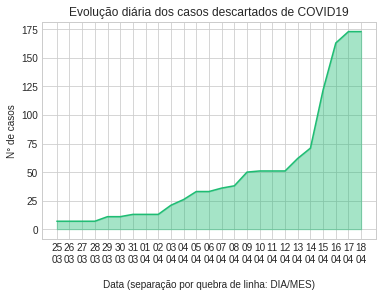 Evolução diária dos casos descartados de COVID19
N° de casos
175
150
125
100
75
50
25
0
25 26 27 28 29 30 31 01 02 03 04 05 06 07 08 09 10 11 12 13 14 15 16 17 18
03 03 03 03 03 03 03 04 04 04 04 04 04 04 04 04 04 04 04 04 04 04 04 04 04
Data (separação por quebra de linha: DIA/MES)